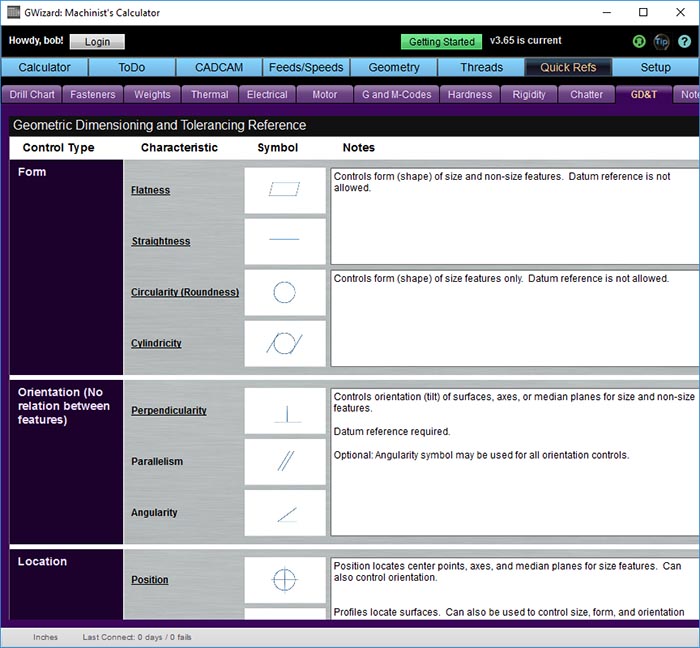 GWizard: Machinist's Calculator
Howdy, bob! Login Getting Started v3.65 is current Tip ?
Calculator ToDo CADCAM Feeds/Speeds Geometry Threads Quick Refs Setup
Drill Chart Fasteners Weights Thermal Electrical Motor G and M-Codes Hardness Rigidity Chatter GD&T
Geometric Dimensioning and Tolerancing Reference
Control Type Characteristic Symbol Notes
Form
Flatness
Controls form (shape) of size and non-size features. Datum reference is not
allowed.
Straightness
Circularity (Roundness)
Controls form (shape) of size features only. Datum reference is not allowed.
Cylindricity
Orientation (No
relation between
features)
Perpendicularity
Controls orientation (tilt) of surfaces, axes, or median planes for size and non-size
features.
Datum reference required.
Optional: Angularity symbol may be used for all orientation controls.
Parallelism
Angularity
Location
Position
Position locates center points, axes, and median planes for size features. Can
also control orientation.
Profiles locate surfaces. Can also be used to control size, form, and orientation
Inches Last Connect: 0 days / 0 fails